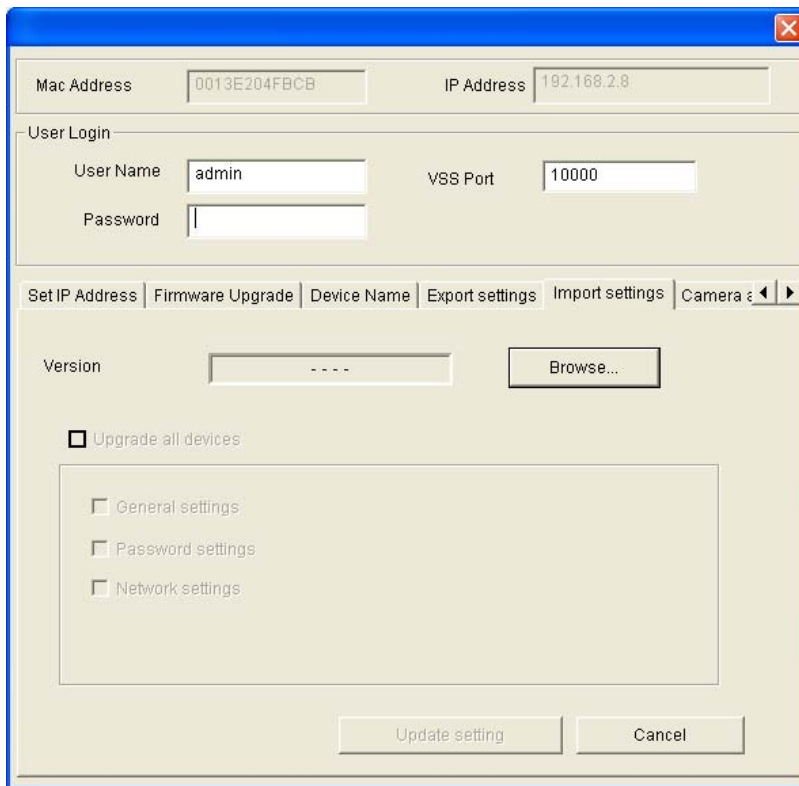 Mac Address 0013E204FBCB IP Address 192.168.2.8
User Login
User Name admin VSS Port 10000
Password
Set IP Address Firmware Upgrade Device Name Export settings Import settings Camera a
Version ---- Browse...
Upgrade all devices
General settings
Password settings
Network settings
Update setting Cancel